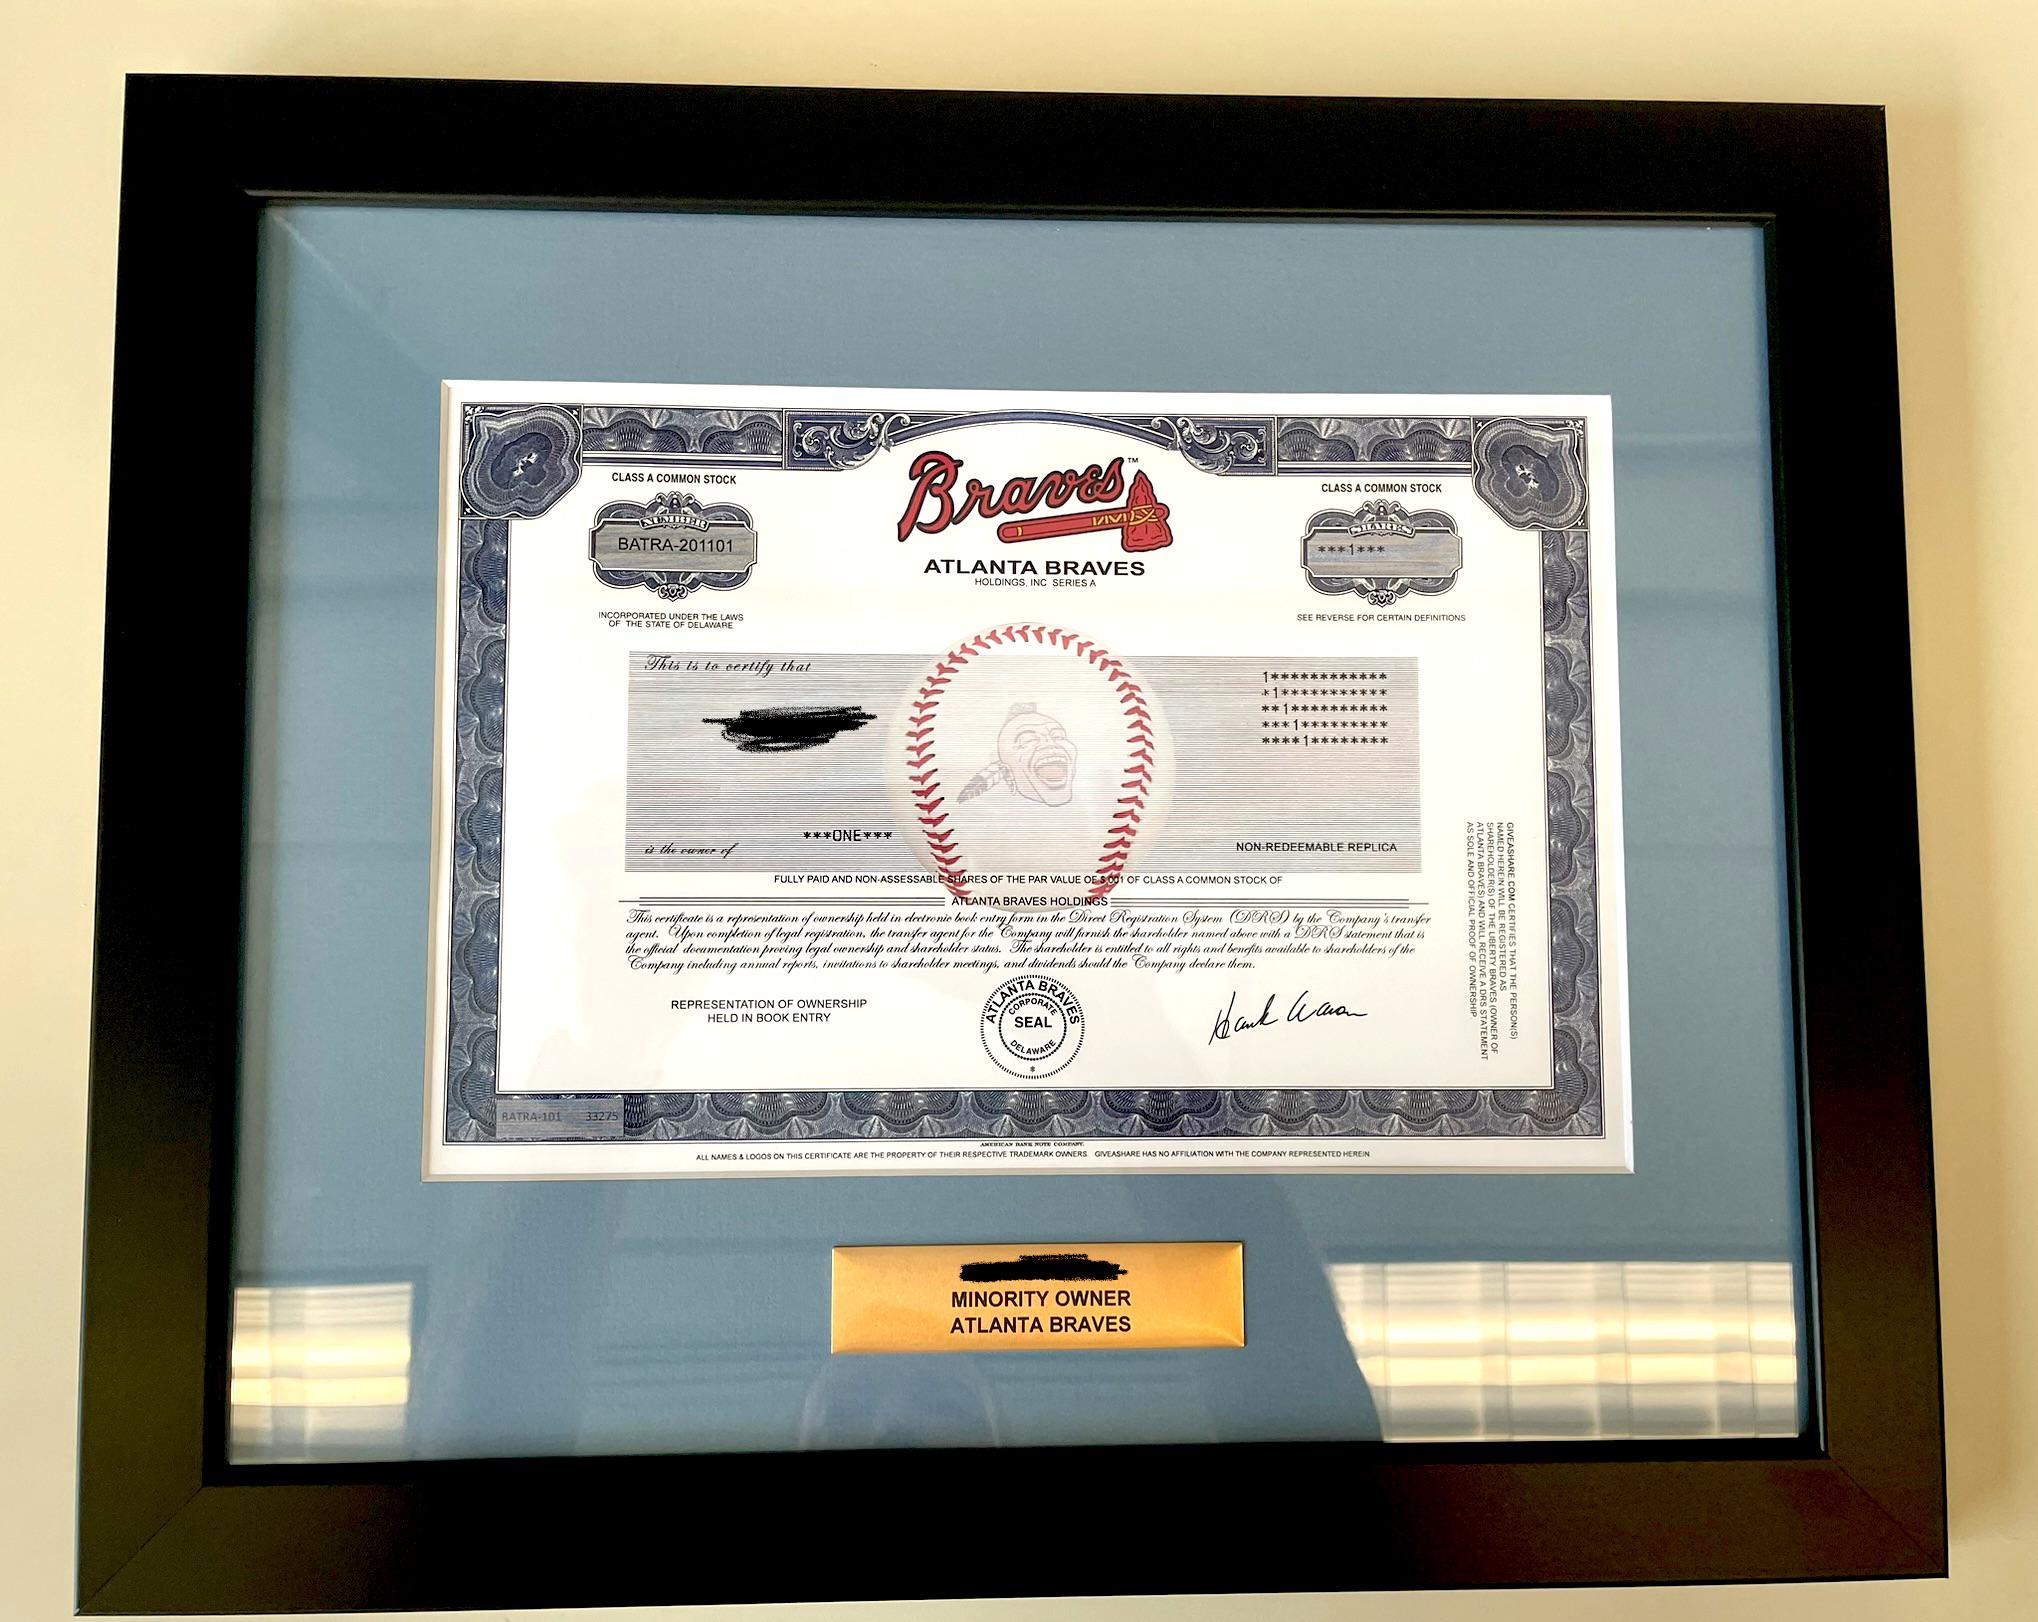 CLASS A COMMON STOCK
NUMBER
BATRA-201101
INCORPORATED UNDER THE LAWS
OF THE STATE OF DELAWARE
Braves™
ATLANTA BRAVES
HOLDINGS, INC SERIES A
CLASS A COMMON STOCK
SHARES
***1***
SEE REVERSE FOR CERTAIN DEFINITIONS
This is to certify that
1************
*1***********
**1**********
***1*********
****1********
***ONE***
is the owner of
NON-REDEEMABLE REPLICA
FULLY PAID AND NON-ASSESSABLE SHARES OF THE PAR VALUE OF $.001 OF CLASS A COMMON STOCK OF
ATLANTA BRAVES HOLDINGS
This certificate is a representation of ownership held in electronic book entry form in the Direct Registration System (DRS) by the Company's transfer
agent. Upon completion of legal registration, the transfer agent for the Company will furnish the shareholder named above with a DRS statement that is
the official documentation proving legal ownership and shareholder status. The shareholder is entitled to all rights and benefits available to shareholders of the
Company including annual reports, invitations to shareholder meetings, and dividends should the Company declare them.
REPRESENTATION OF OWNERSHIP
HELD IN BOOK ENTRY
ATLANTA BRAVES
CORPORATE
SEAL
DELAWARE
*
Hank Aaron
GIVEASHARE.COM CERTIFIES THAT THE PERSON(S)
NAMED HEREIN WILL BE REGISTERED AS
SHAREHOLDER(S) OF THE LIBERTY BRAVES (OWNER OF
ATLANTA BRAVES) AND WILL RECEIVE A DRS STATEMENT
AS SOLE AND OFFICIAL PROOF OF OWNERSHIP
BATRA-101 33275
AMERICAN BANK NOTE COMPANY.
ALL NAMES & LOGOS ON THIS CERTIFICATE ARE THE PROPERTY OF THEIR RESPECTIVE TRADEMARK OWNERS. GIVEASHARE HAS NO AFFILIATION WITH THE COMPANY REPRESENTED HEREIN.
MINORITY OWNER
ATLANTA BRAVES